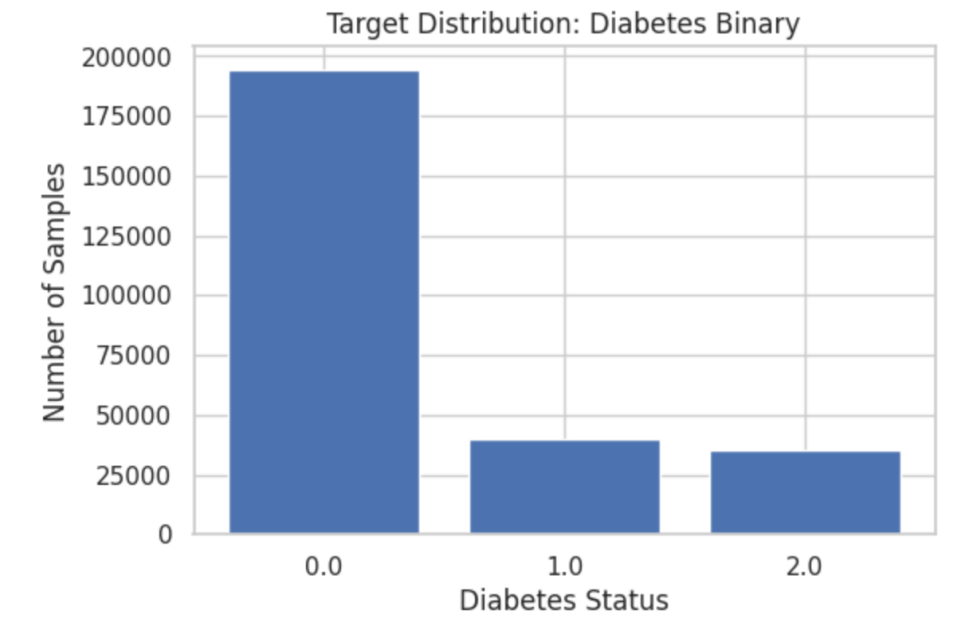 Target Distribution: Diabetes Binary
Number of Samples
200000
175000
150000
125000
100000
75000
50000
25000
0
0.0 1.0 2.0
Diabetes Status